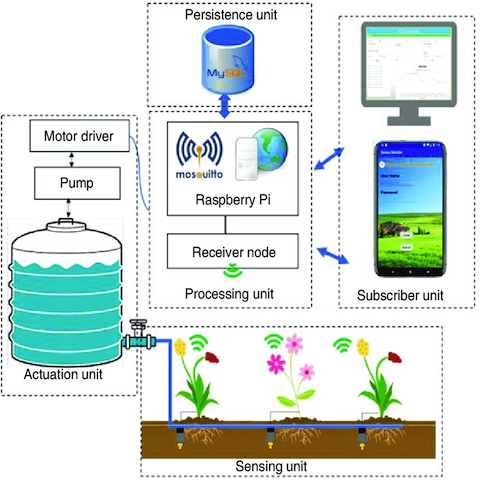 Persistence unit
MySQL
Motor driver
Pump
mosquitto
Raspberry Pi
Receiver node
Processing unit
User Name
Password
Subscriber unit
Actuation unit
Sensing unit